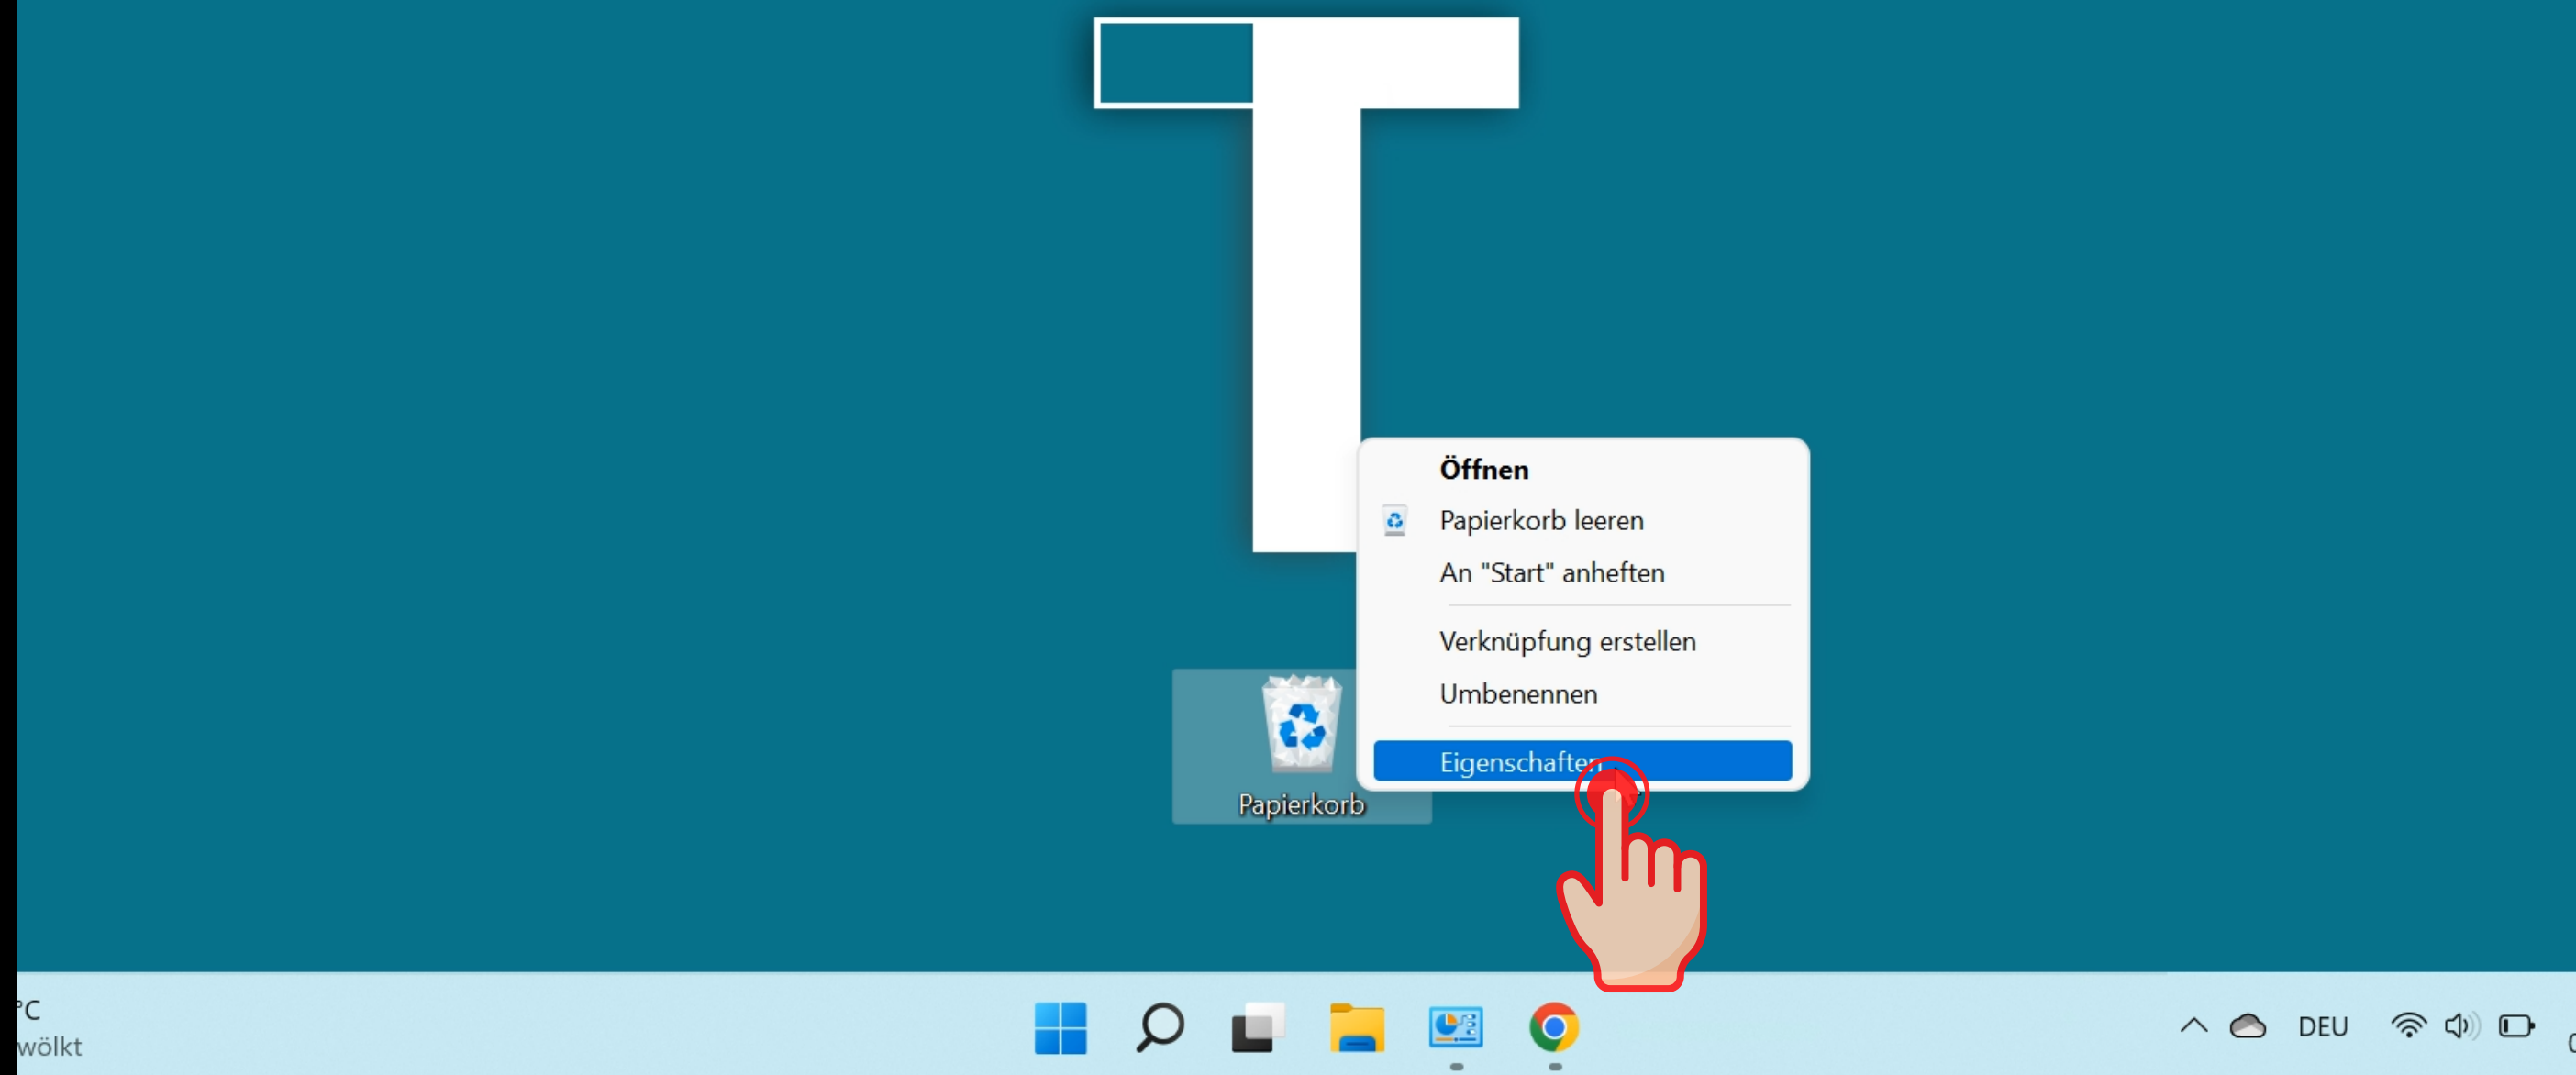 T
Öffnen
Papierkorb leeren
An "Start" anheften
Verknüpfung erstellen
Umbenennen
Eigenschaften
Papierkorb
°C
wölkt
DEU